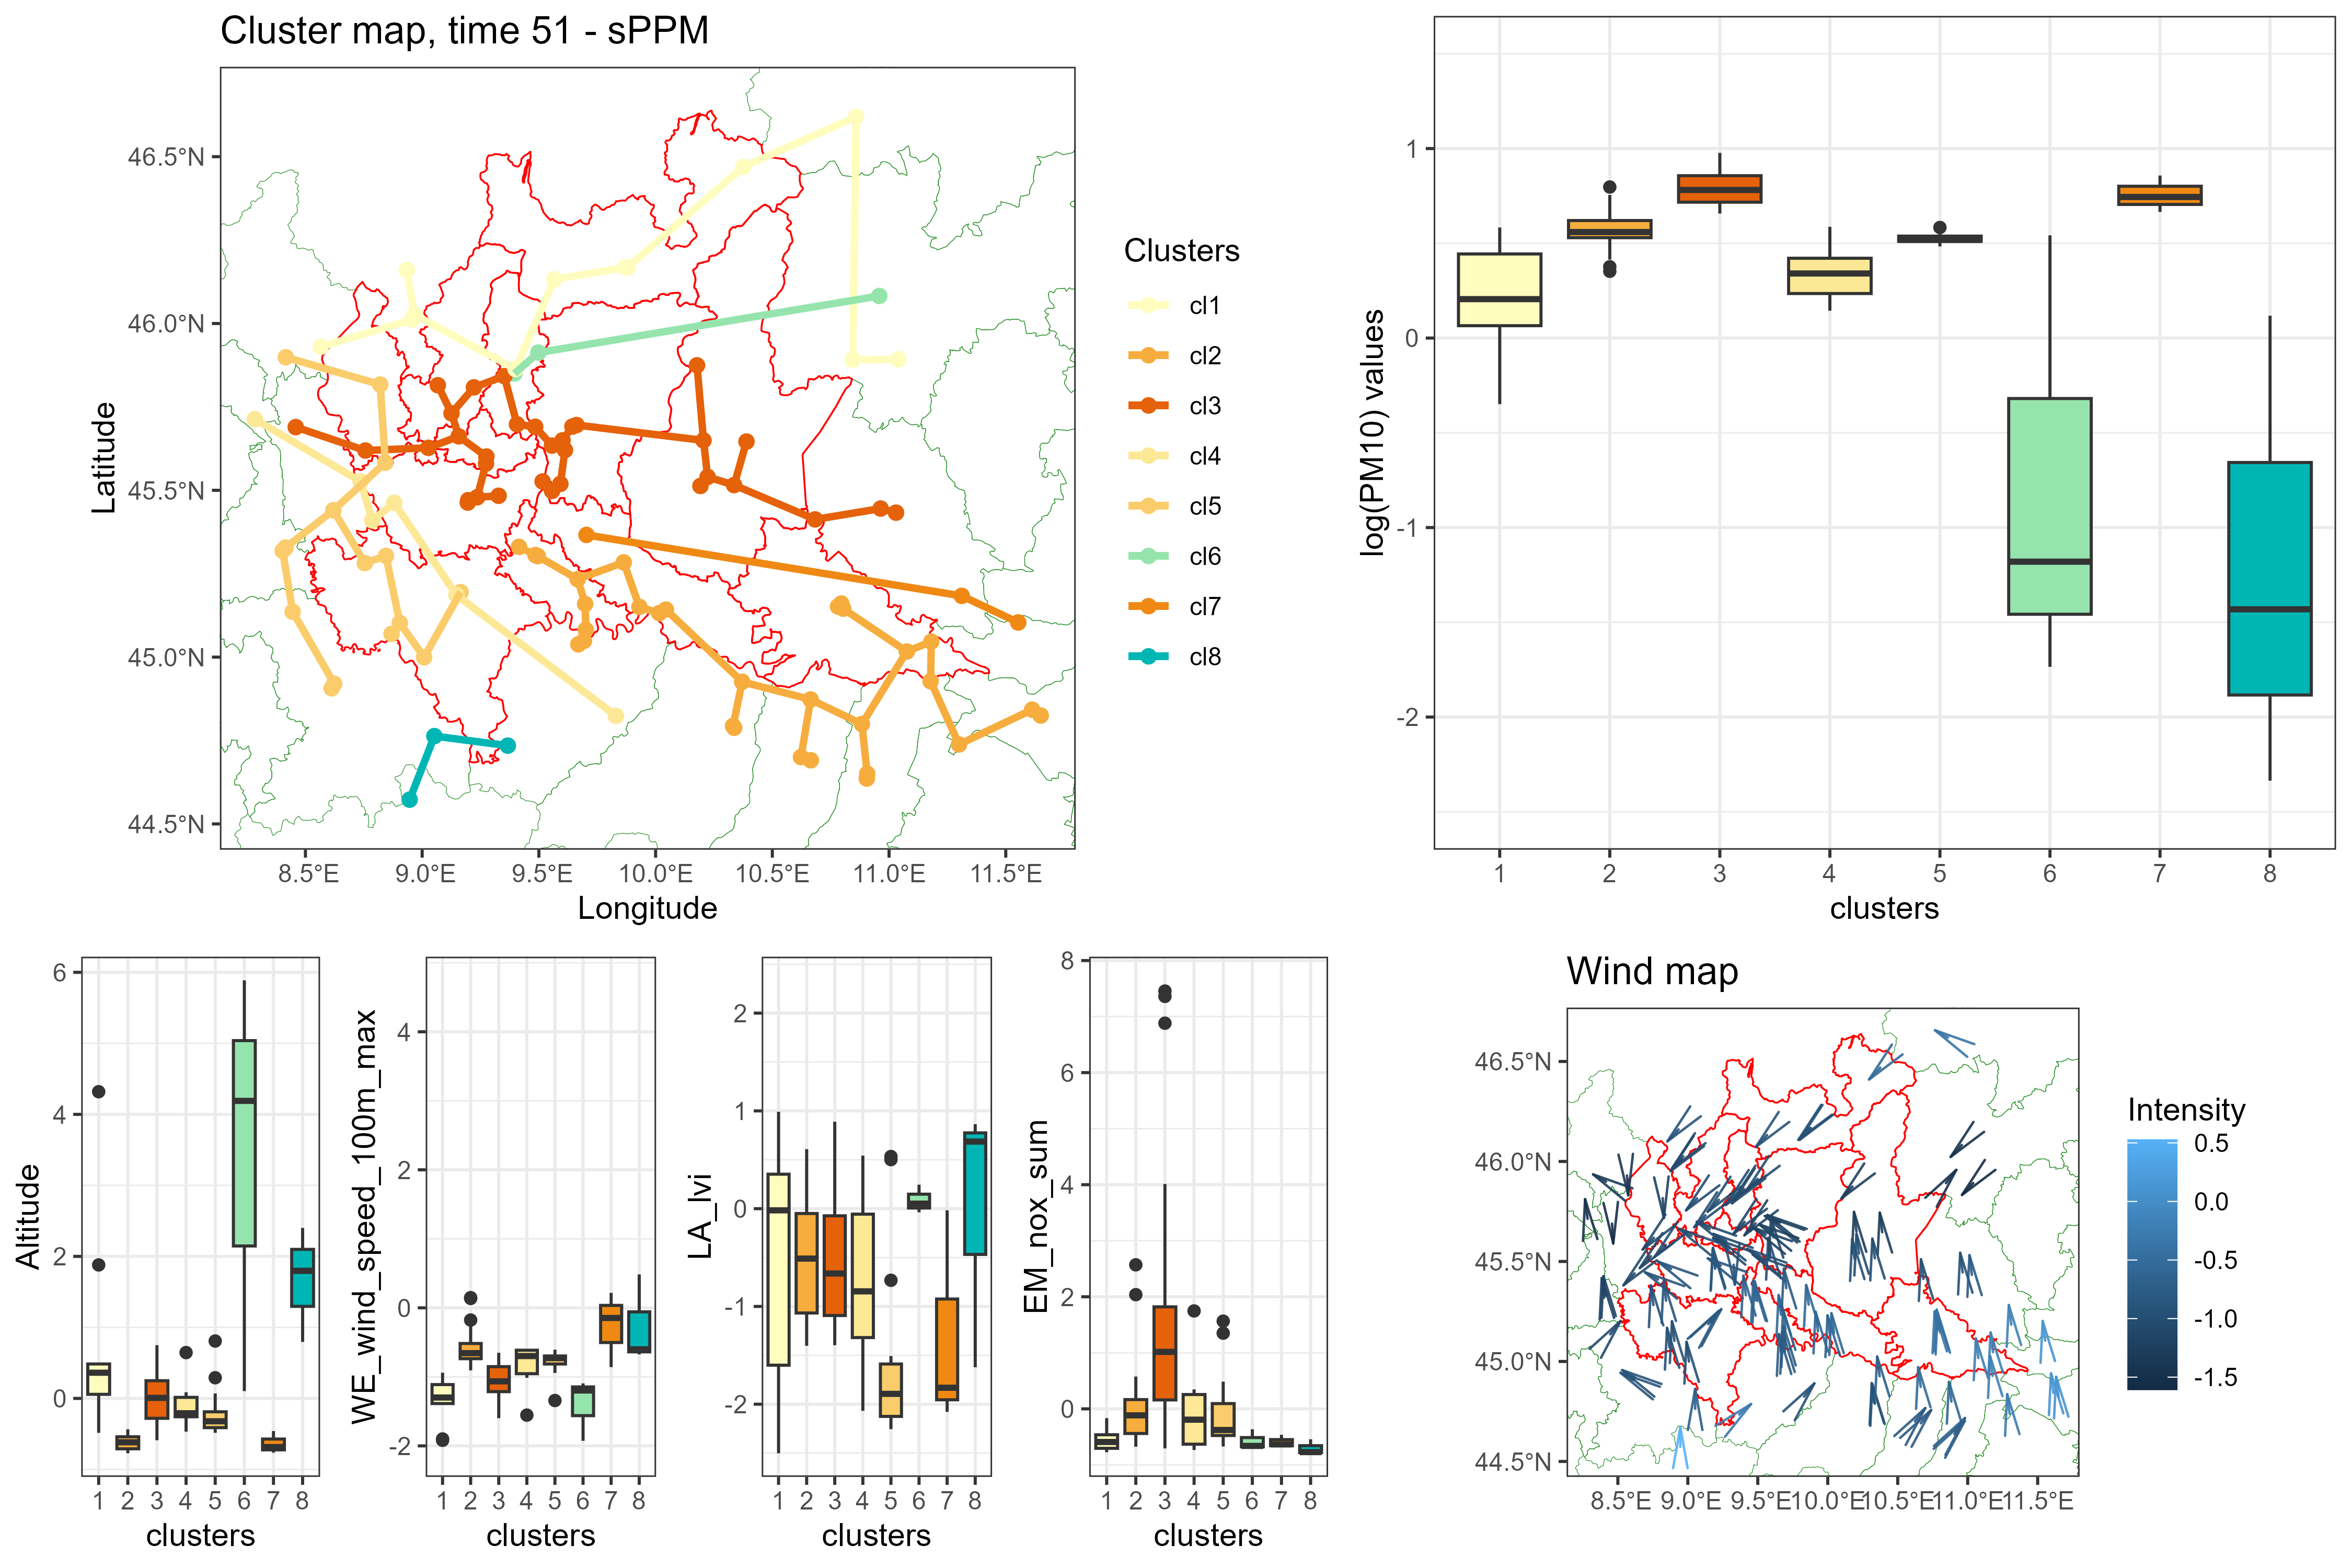 Cluster map, time 51 - sPPM
46.5°N
46.0°N
45.5°N
45.0°N
44.5°N
Latitude
8.5°E 9.0°E 9.5°E 10.0°E 10.5°E 11.0°E 11.5°E
Longitude
Clusters
cl1
cl2
cl3
cl4
cl5
cl6
cl7
cl8
log(PM10) values
1
0
-1
-2
1 2 3 4 5 6 7 8
clusters
Altitude
6
4
2
0
1 2 3 4 5 6 7 8
clusters
WE_wind_speed_100m_max
4
2
0
-2
1 2 3 4 5 6 7 8
clusters
LA_lvi
2
1
0
-1
-2
1 2 3 4 5 6 7 8
clusters
EM_nox_sum
8
6
4
2
0
1 2 3 4 5 6 7 8
clusters
Wind map
46.5°N
46.0°N
45.5°N
45.0°N
44.5°N
8.5°E 9.0°E 9.5°E 10.0°E 10.5°E 11.0°E 11.5°E
Intensity
0.5
0.0
-0.5
-1.0
-1.5